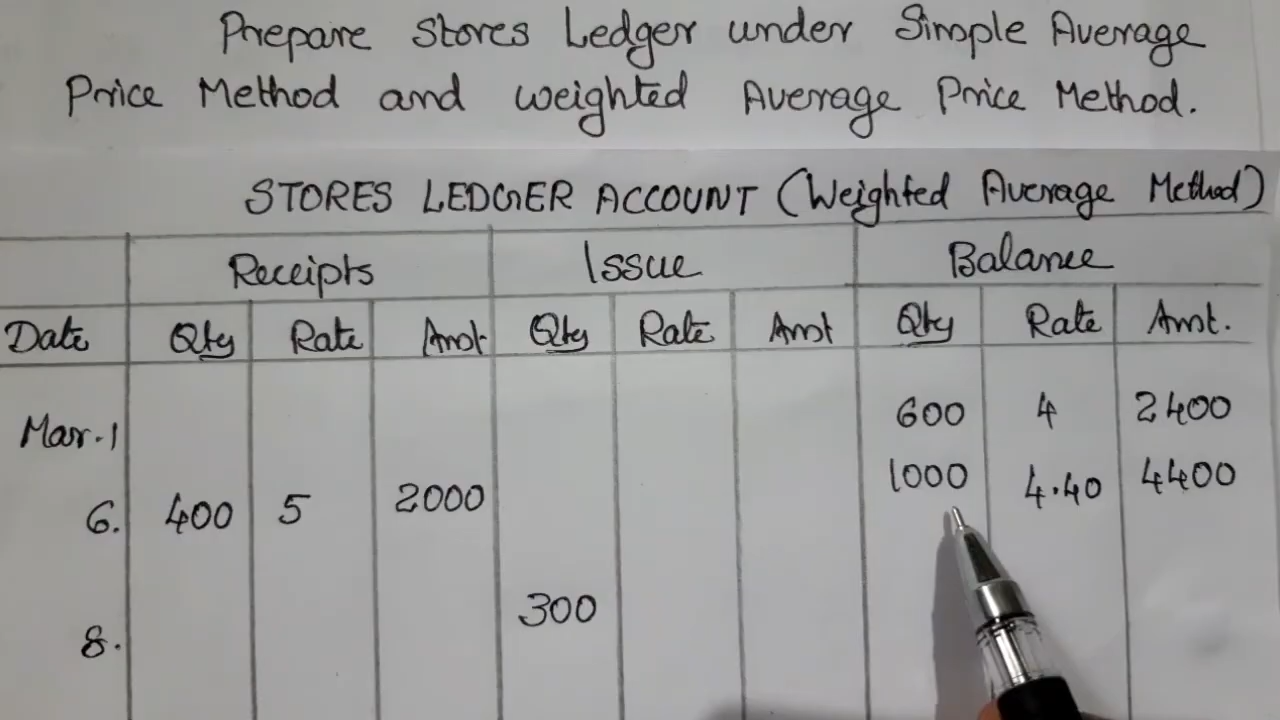 Prepare Stores Ledger under Simple Average
Price Method and weighted Average Price Method.
STORES LEDGER ACCOUNT (Weighted Average Method)
Receipts Issue Balance
Date Qty Rate Amt Qty Rate Amt Qty Rate Amt.
Mar. 1 600 4 2400
6. 400 5 2000 1000 4.40 4400
8. 300